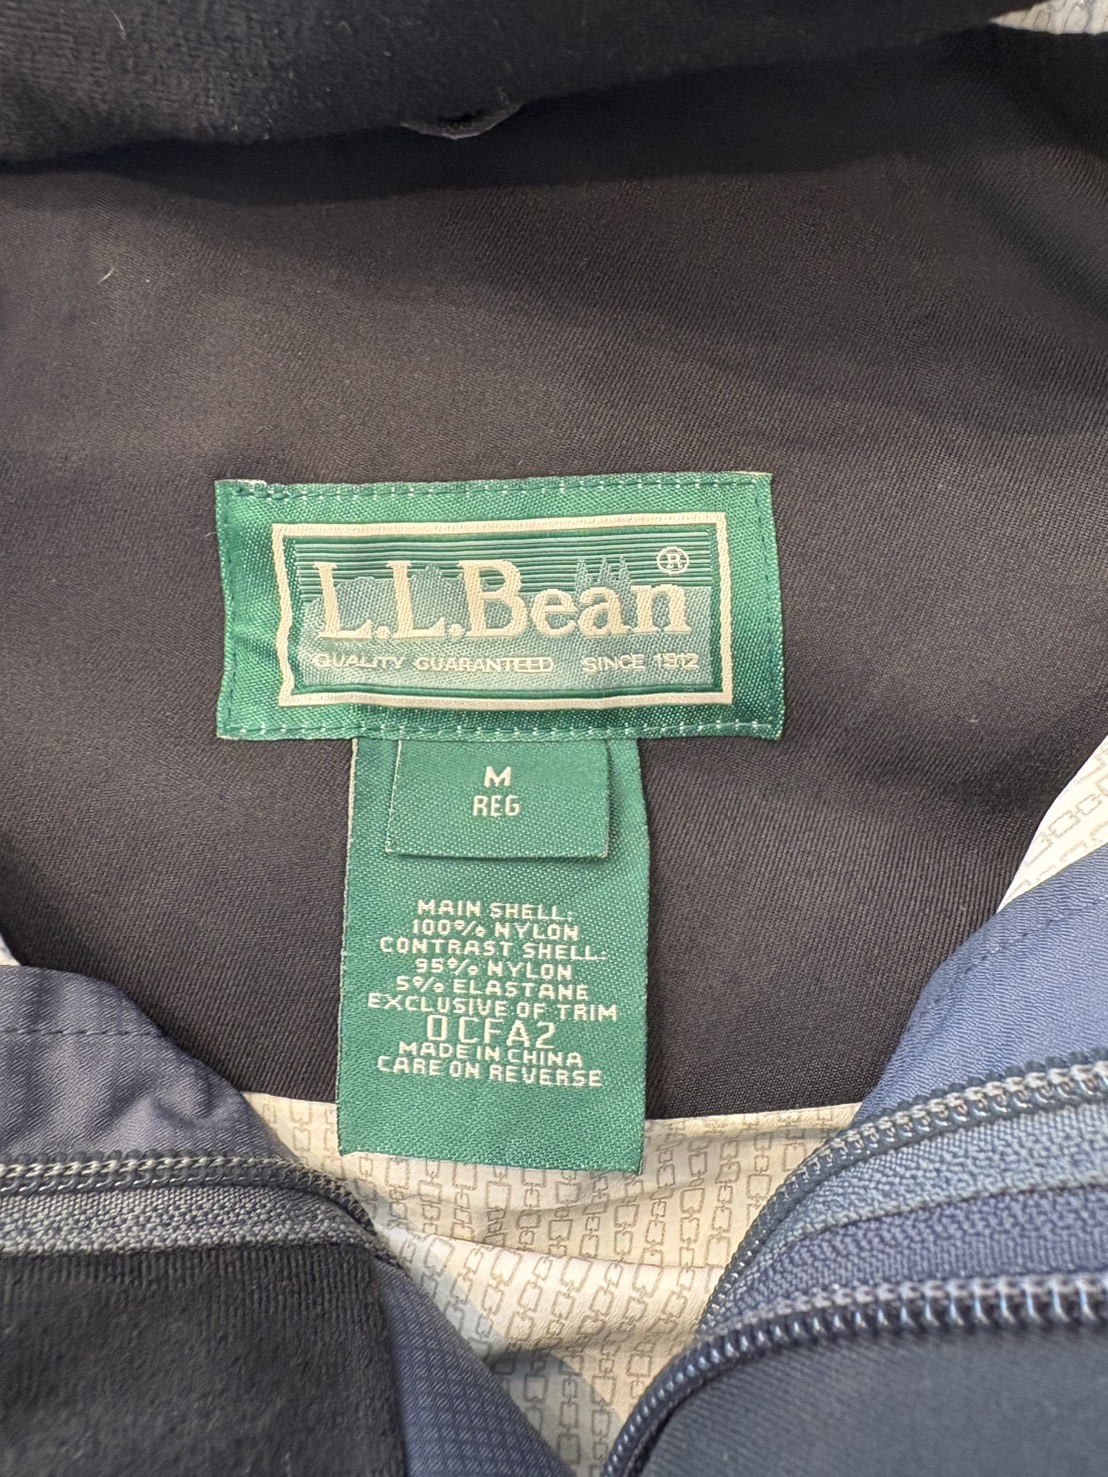 L.L.Bean®
QUALITY GUARANTEED SINCE 1912
M
REG
MAIN SHELL:
100% NYLON
CONTRAST SHELL:
95% NYLON
5% ELASTANE
EXCLUSIVE OF TRIM
0CFA2
MADE IN CHINA
CARE ON REVERSE